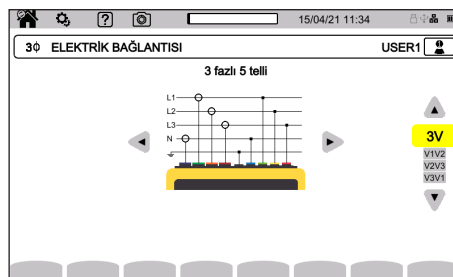 ?
15/04/21 11:34
3Φ ELEKTRİK BAĞLANTISI
USER1
3 fazlı 5 telli
L1
L2
L3
N
3V
V1V2
V2V3
V3V1